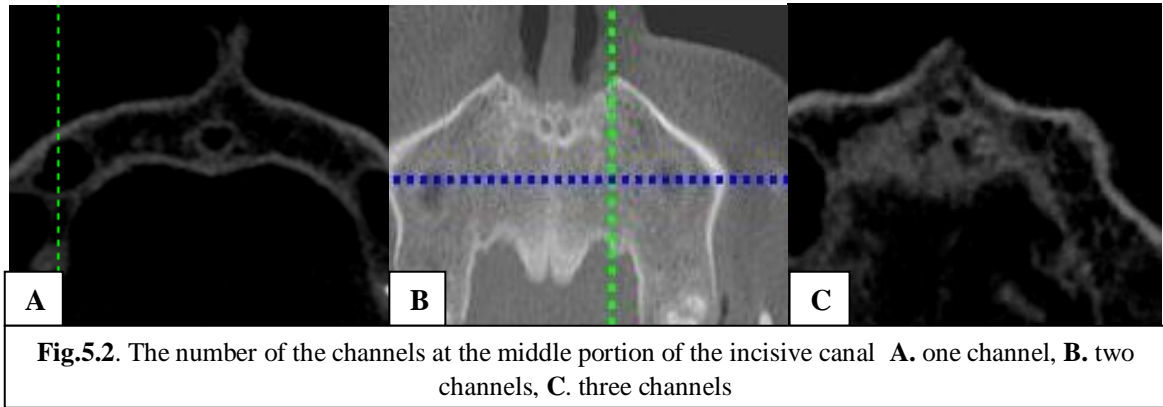 A
B
C
Fig.5.2. The number of the channels at the middle portion of the incisive canal A. one channel, B. two
channels, C. three channels